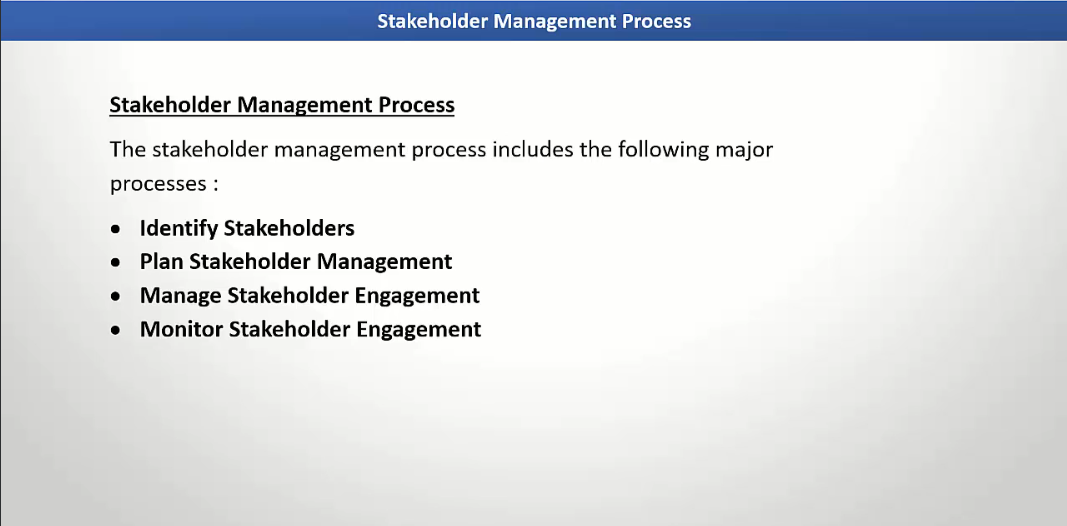 Stakeholder Management Process
Stakeholder Management Process
The stakeholder management process includes the following major
processes :
• Identify Stakeholders
• Plan Stakeholder Management
• Manage Stakeholder Engagement
• Monitor Stakeholder Engagement